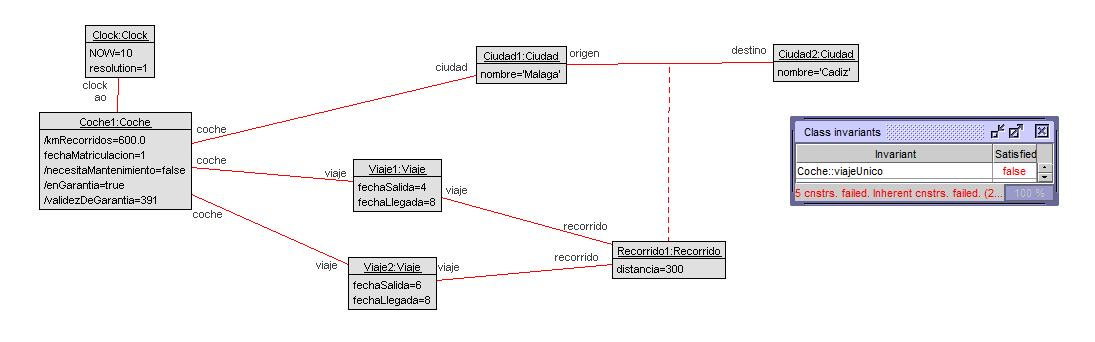 Clock:Clock
NOW=10
resolution=1
clock
ao
Coche1:Coche
/kmRecorridos=600.0
fechaMatriculacion=1
/necesitaMantenimiento=false
/enGarantia=true
/validezDeGarantia=391
coche
ciudad
coche
viaje
coche
viaje
Ciudad1:Ciudad
nombre='Malaga'
origen
destino
Ciudad2:Ciudad
nombre='Cadiz'
Viaje1:Viaje
fechaSalida=4
fechaLlegada=8
viaje
recorrido
Viaje2:Viaje
fechaSalida=6
fechaLlegada=8
viaje
recorrido
Recorrido1:Recorrido
distancia=300
Class invariants
Invariant Satisfied
Coche::viajeUnico false
5 cnstrs. failed. Inherent cnstrs. failed. (2... 100 %